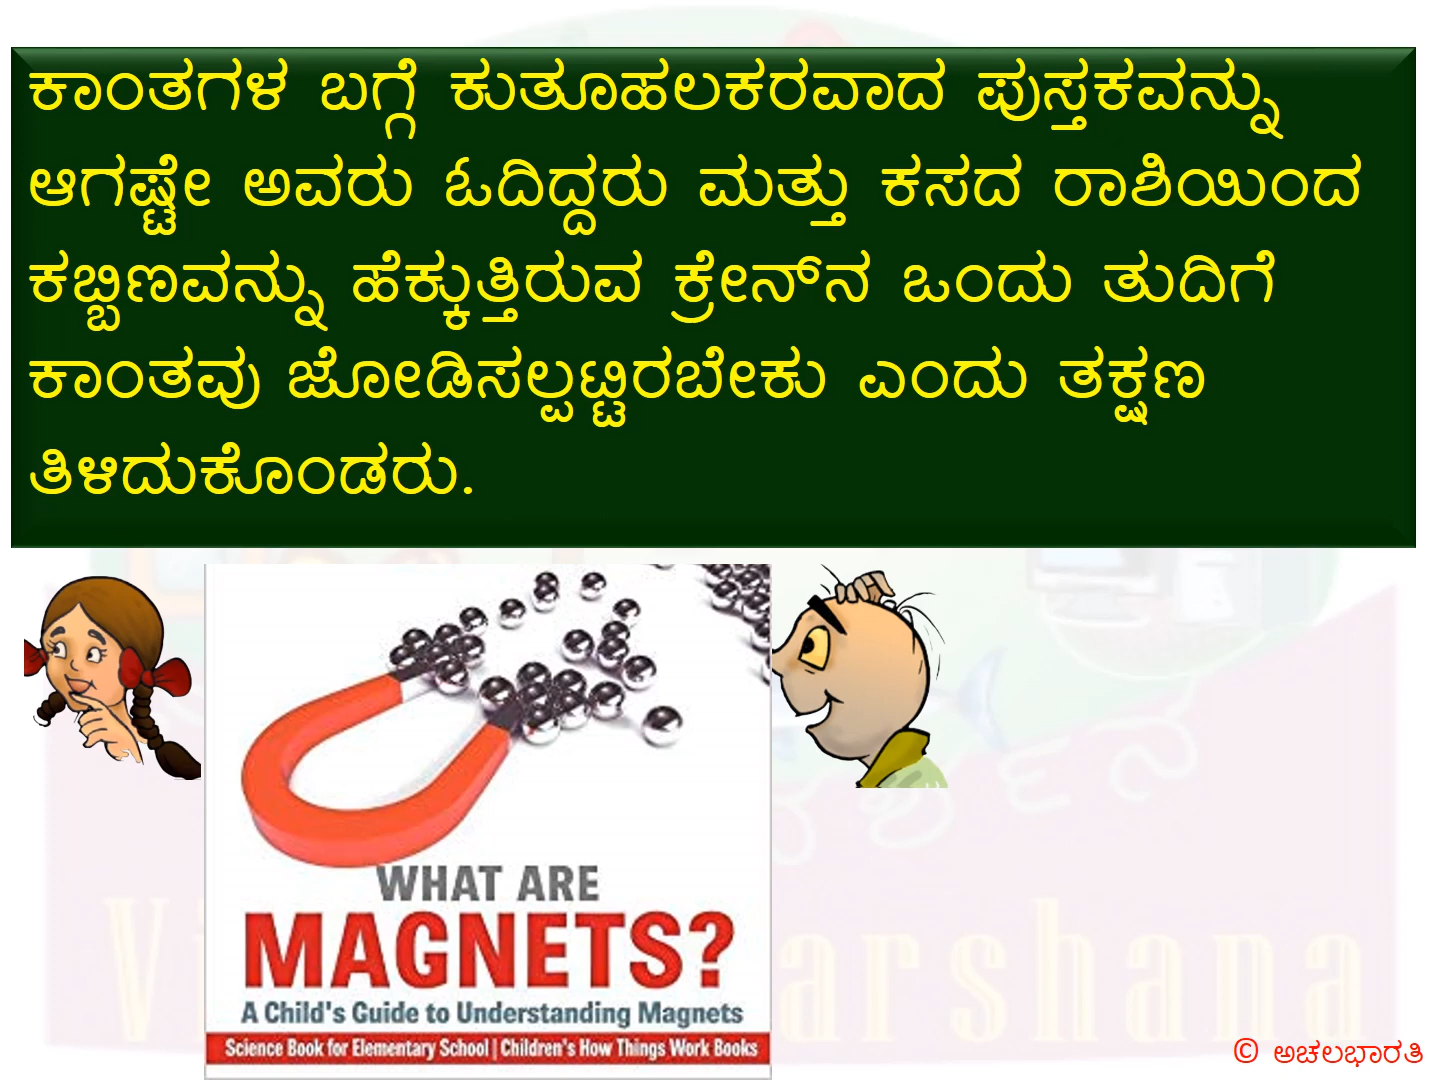 ಕಾಂತಗಳ ಬಗ್ಗೆ ಕುತೂಹಲಕರವಾದ ಪುಸ್ತಕವನ್ನು
ಆಗಷ್ಟೇ ಅವರು ಓದಿದ್ದರು ಮತ್ತು ಕಸದ ರಾಶಿಯಿಂದ
ಕಬ್ಬಿಣವನ್ನು ಹೆಕ್ಕುತ್ತಿರುವ ಕ್ರೇನ್‌ನ ಒಂದು ತುದಿಗೆ
ಕಾಂತವು ಜೋಡಿಸಲ್ಪಟ್ಟಿರಬೇಕು ಎಂದು ತಕ್ಷಣ
ತಿಳಿದುಕೊಂಡರು.
WHAT ARE
MAGNETS?
A Child's Guide to Understanding Magnets
Science Book for Elementary School | Children's How Things Work Books
arshana
© ಅಚಲಭಾರತಿ